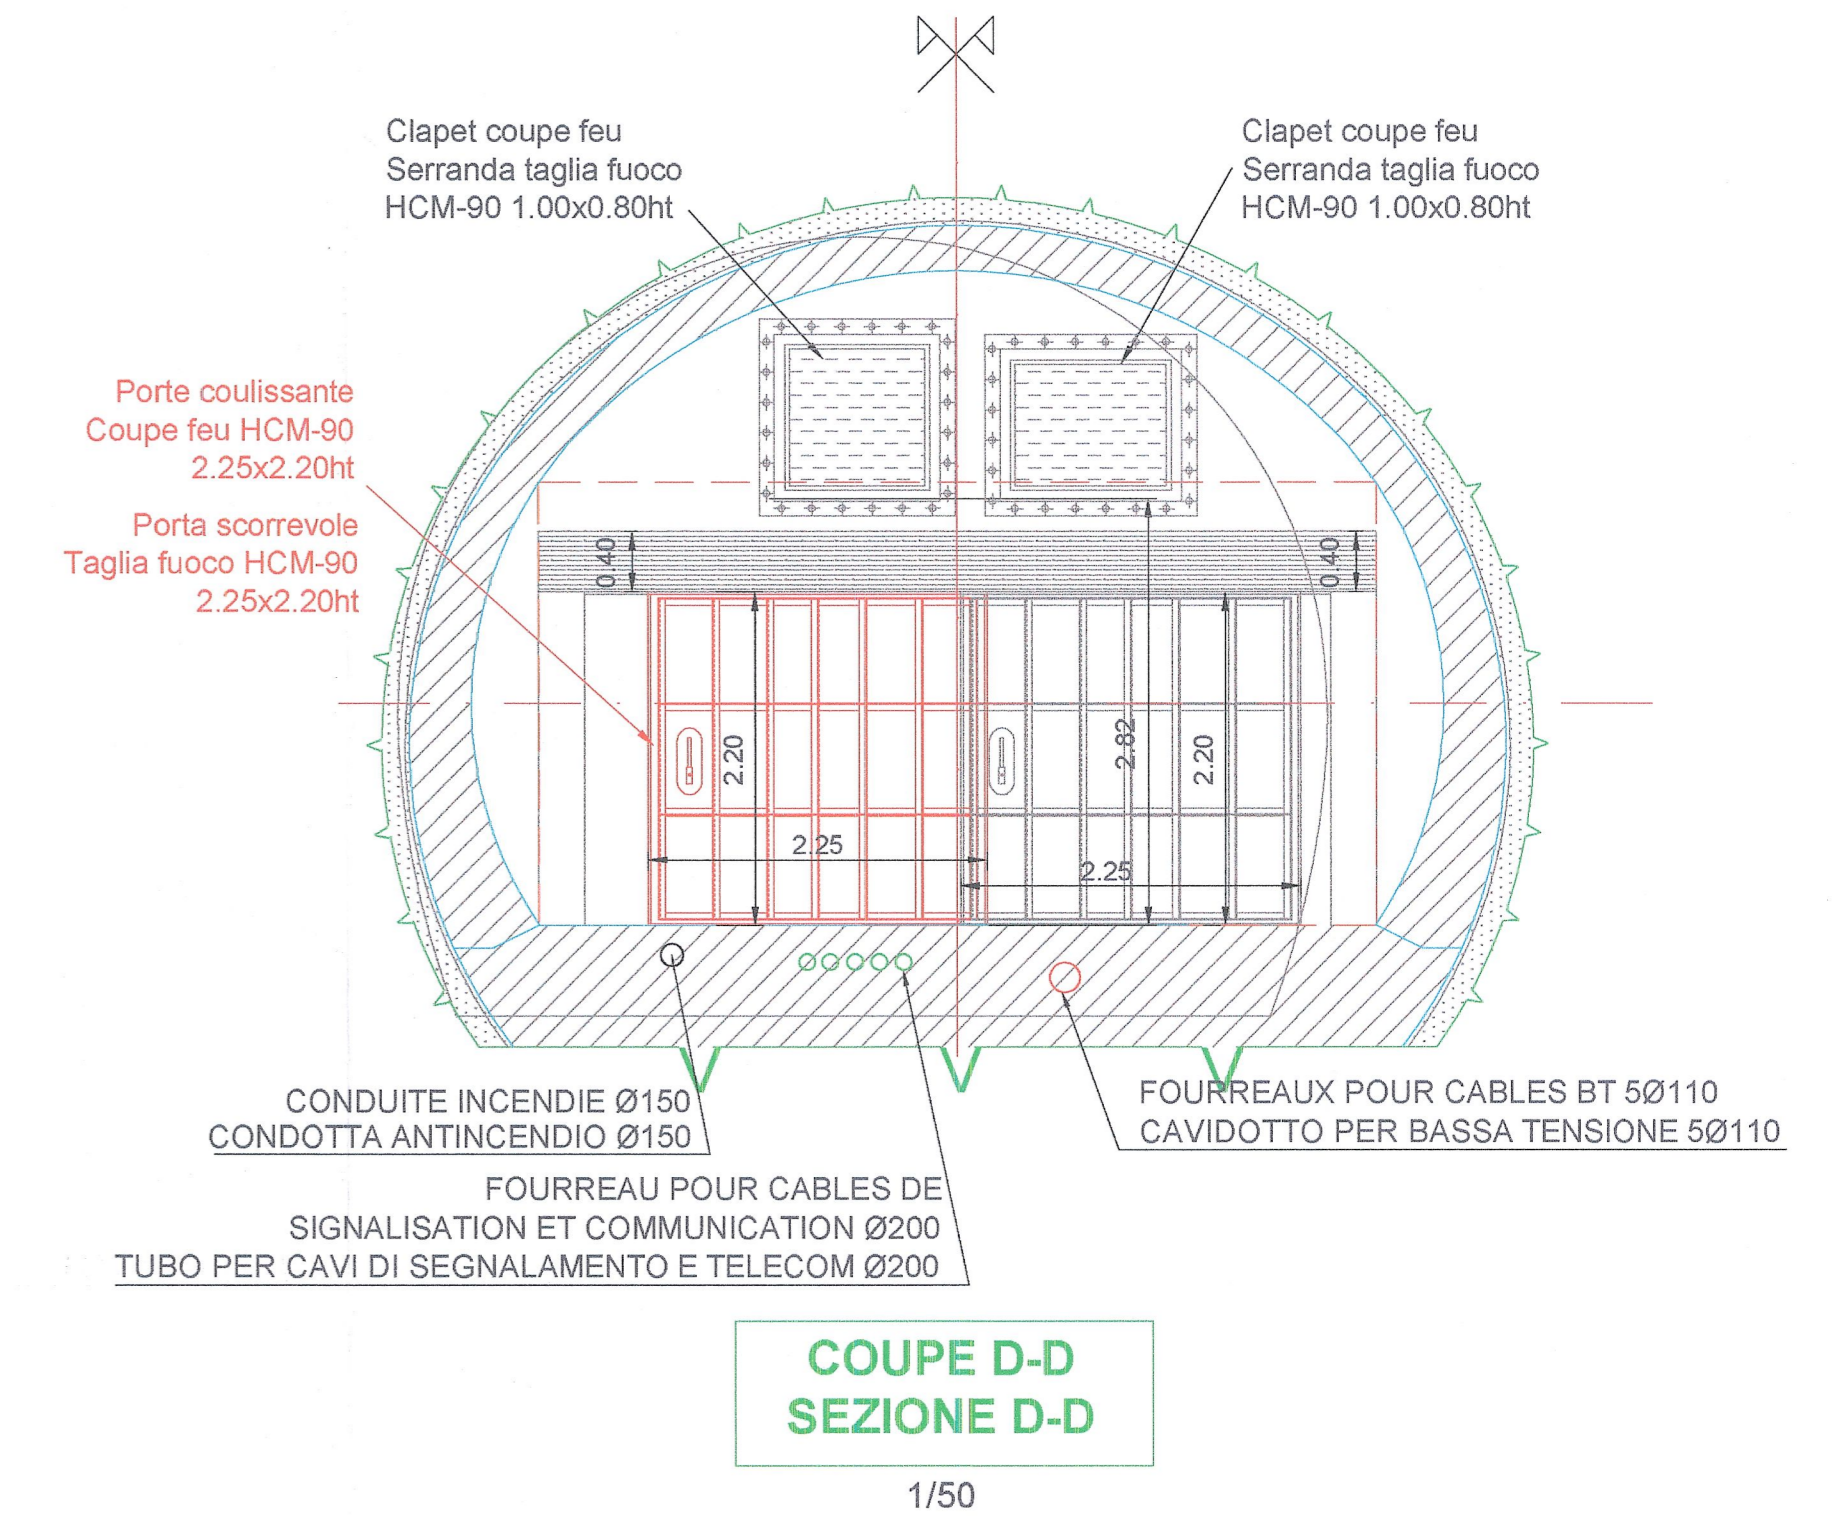 Clapet coupe feu
Serranda taglia fuoco
HCM-90 1.00x0.80ht
Clapet coupe feu
Serranda taglia fuoco
HCM-90 1.00x0.80ht
Porte coulissante
Coupe feu HCM-90
2.25x2.20ht
Porta scorrevole
Taglia fuoco HCM-90
2.25x2.20ht
0.40
0.40
2.20
2.82
2.20
2.25
2.25
CONDUITE INCENDIE Ø150
CONDOTTA ANTINCENDIO Ø150
FOURREAUX POUR CABLES BT 5Ø110
CAVIDOTTO PER BASSA TENSIONE 5Ø110
FOURREAU POUR CABLES DE
SIGNALISATION ET COMMUNICATION Ø200
TUBO PER CAVI DI SEGNALAMENTO E TELECOM Ø200
COUPE D-D
SEZIONE D-D
1/50